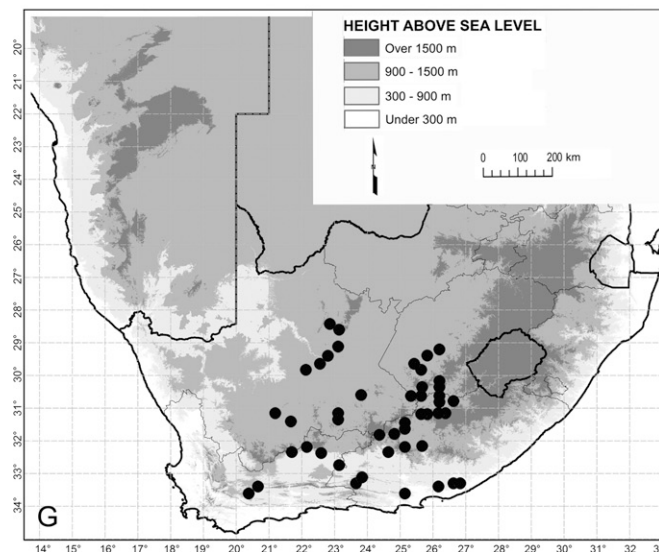 HEIGHT ABOVE SEA LEVEL
Over 1500 m
900 - 1500 m
300 - 900 m
Under 300 m
0 100 200 km
20°
21°
22°
23°
24°
25°
26°
27°
28°
29°
30°
31°
32°
33°
34°
G
14° 15° 16° 17° 18° 19° 20° 21° 22° 23° 24° 25° 26° 27° 28° 29° 30° 31° 32°